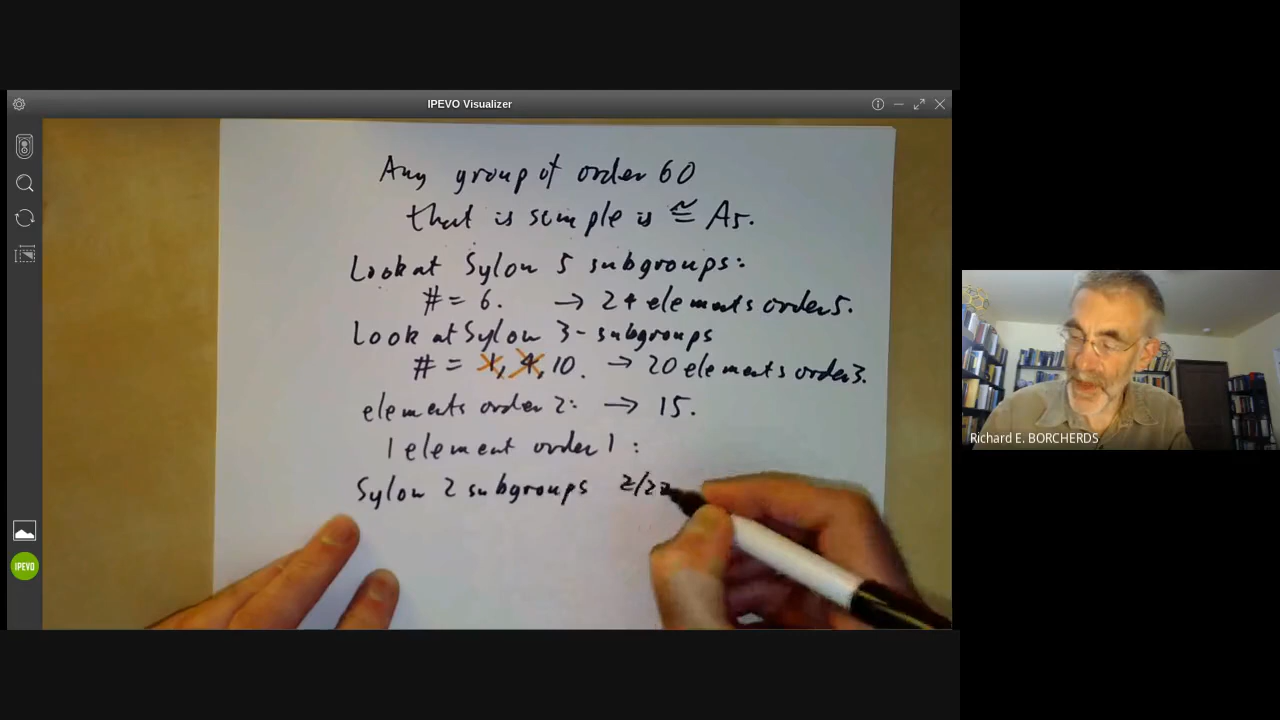 IPEVO Visualizer
Any group of order 60
that is simple is ≅ A5.
Look at Sylow 5 subgroups:
# = 6. → 24 elements order 5.
Look at Sylow 3-subgroups
# = 1, 4, 10. → 20 elements order 3.
elements order 2: → 15.
1 element order 1:
Sylow 2 subgroups Z/2Z
Richard E. BORCHERDS
IPEVO